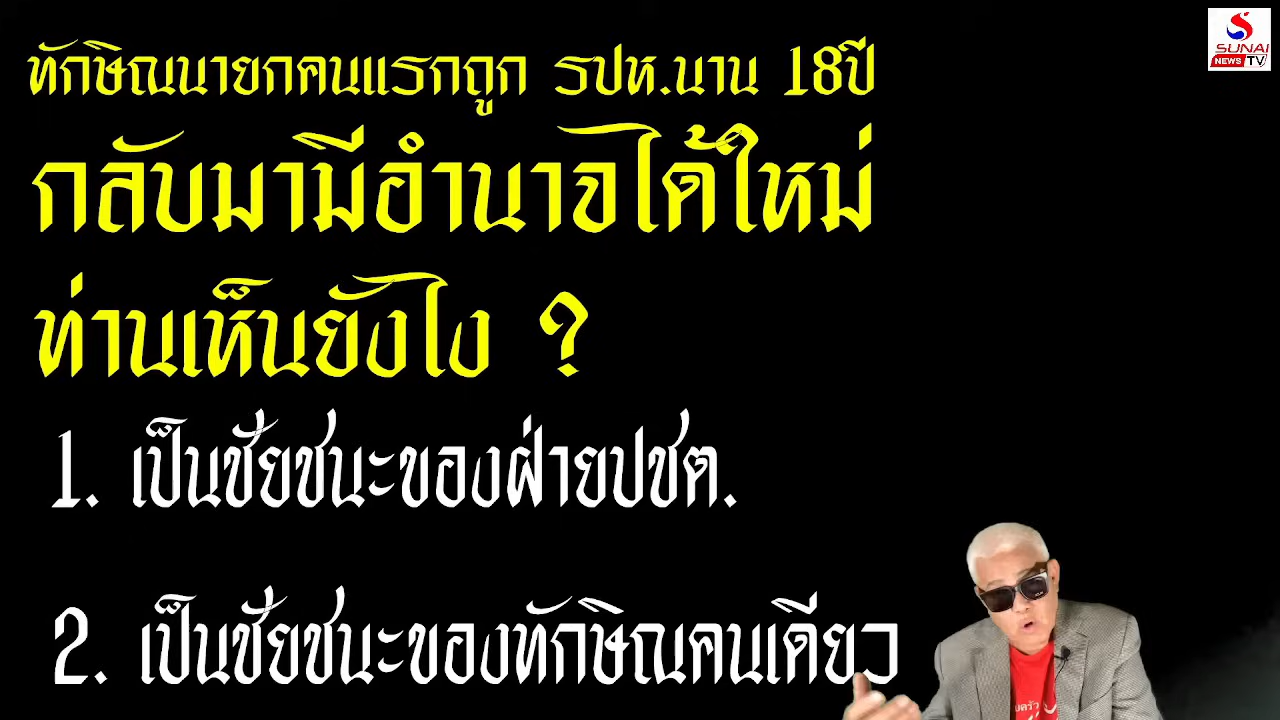 ทักษิณนายกคนแรกถูก รปห.นาน 18ปี
กลับมามีอำนาจได้ใหม่
ท่านเห็นยังไง ?
1. เป็นชัยชนะของฝ่ายปชต.
2. เป็นชัยชนะของทักษิณคนเดียว
SUNAI
NEWS TV